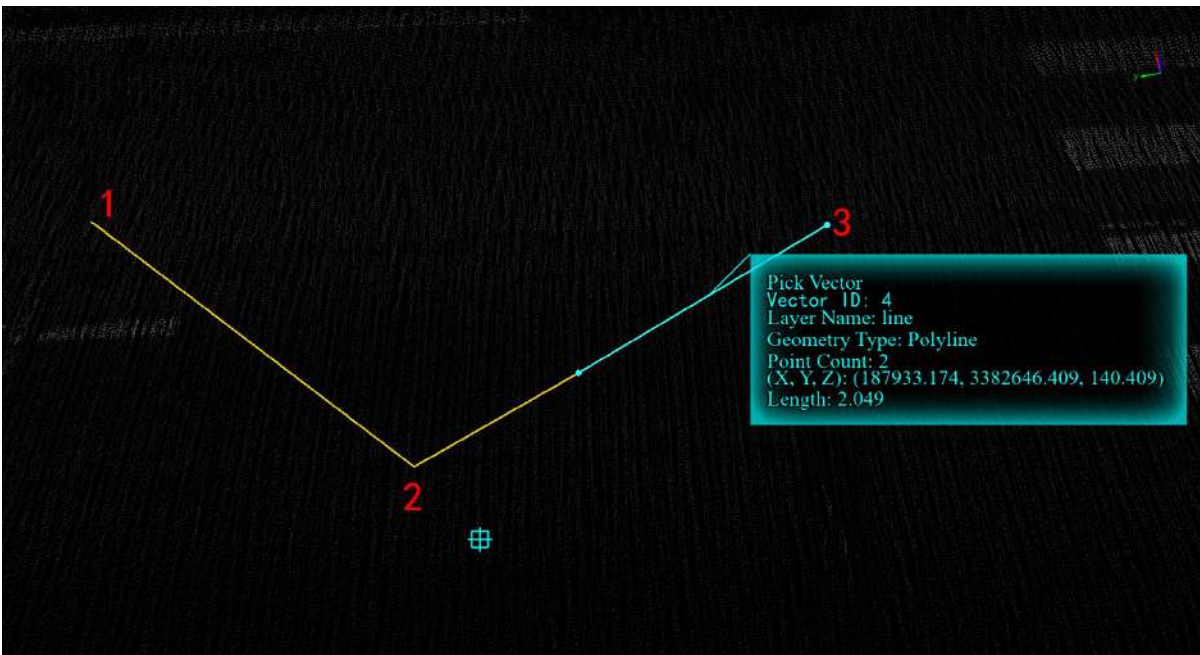 1
3
Pick Vector
Vector ID: 4
Layer Name: line
Geometry Type: Polyline
Point Count: 2
(X, Y, Z): (187933.174, 3382646.409, 140.409)
Length: 2.049
2